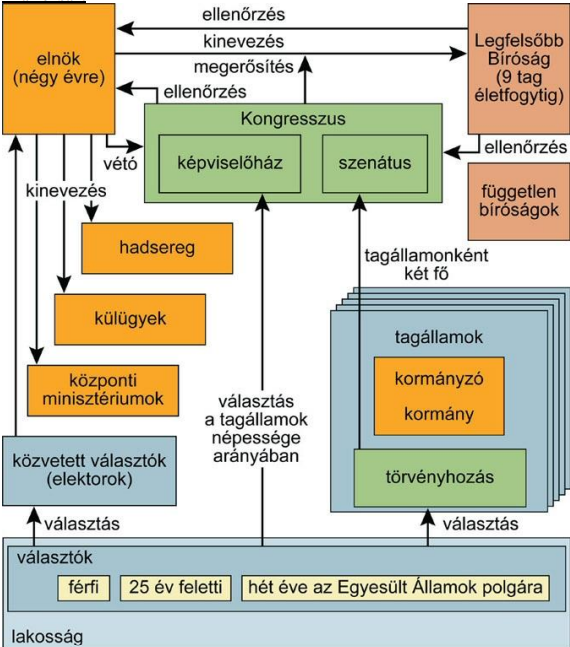 elnök
(négy évre)
ellenőrzés
kinevezés
megerősítés
ellenőrzés
Legfelsőbb
Bíróság
(9 tag
életfogytig)
Kongresszus
képviselőház
szenátus
vétó
ellenőrzés
kinevezés
független
bíróságok
hadsereg
tagállamonként
két fő
külügyek
tagállamok
központi
minisztériumok
kormányzó
kormány
választás
a tagállamok
népessége
arányában
közvetett választók
(elektorok)
törvényhozás
választás
választás
választók
férfi
25 év feletti
hét éve az Egyesült Államok polgára
lakosság